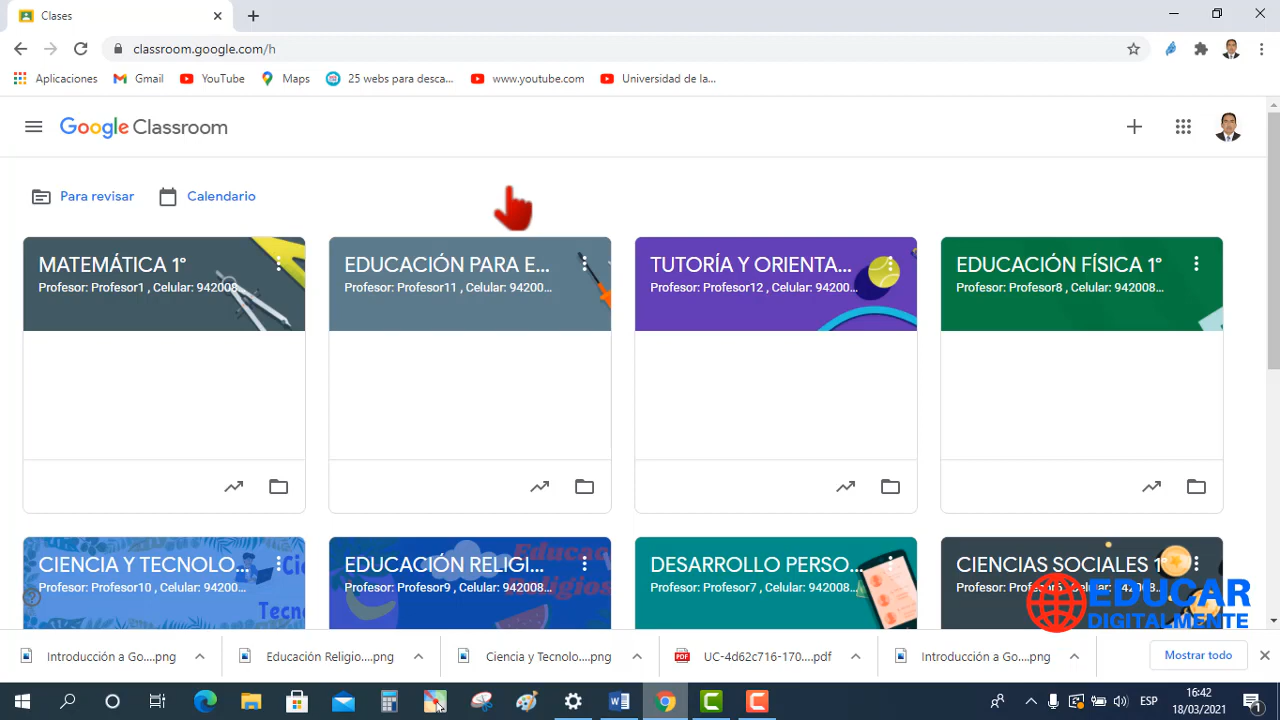 Clases
classroom.google.com/h
Aplicaciones Gmail YouTube Maps 25 webs para desca... www.youtube.com Universidad de la...
Google Classroom
Para revisar Calendario
MATEMÁTICA 1°
Profesor: Profesor1 , Celular: 942008...
EDUCACIÓN PARA E...
Profesor: Profesor11 , Celular: 94200...
TUTORÍA Y ORIENTA...
Profesor: Profesor12 , Celular: 94200...
EDUCACIÓN FÍSICA 1°
Profesor: Profesor8 , Celular: 942008...
CIENCIA Y TECNOLO...
Profesor: Profesor10 , Celular: 94200...
EDUCACIÓN RELIGI...
Profesor: Profesor9 , Celular: 942008...
DESARROLLO PERSO...
Profesor: Profesor7 , Celular: 942008...
CIENCIAS SOCIALES 1°
EDUCAR
DIGITALMENTE
Introducción a Go....png Educación Religio....png Ciencia y Tecnolo....png UC-4d62c716-170....pdf Introducción a Go....png Mostrar todo
ESP
16:42
18/03/2021